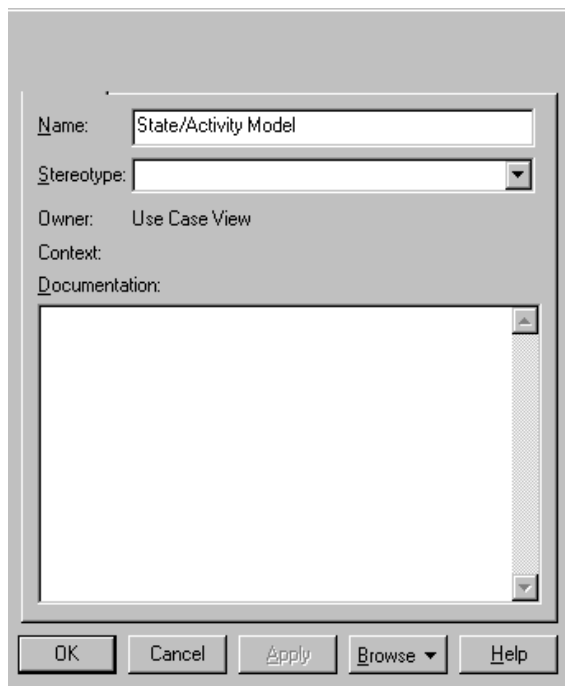 Name: State/Activity Model
Stereotype:
Owner: Use Case View
Context:
Documentation:
OK Cancel Apply Browse Help